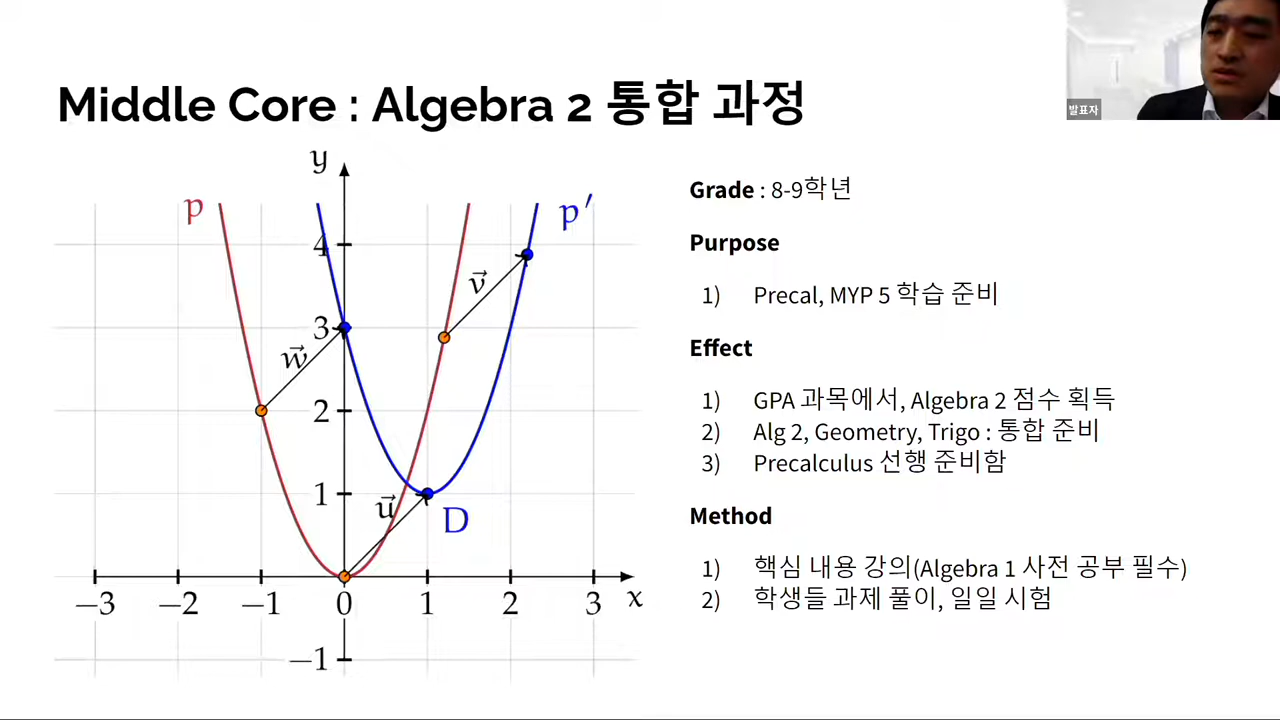 Middle Core : Algebra 2 통합 과정
발표자
y
p
p′
4
v⃗
3
w⃗
2
1
u⃗
D
−3 −2 −1 0 1 2 3 x
−1
Grade : 8-9학년
Purpose
1) Precal, MYP 5 학습 준비
Effect
1) GPA 과목에서, Algebra 2 점수 획득
2) Alg 2, Geometry, Trigo : 통합 준비
3) Precalculus 선행 준비함
Method
1) 핵심 내용 강의(Algebra 1 사전 공부 필수)
2) 학생들 과제 풀이, 일일 시험